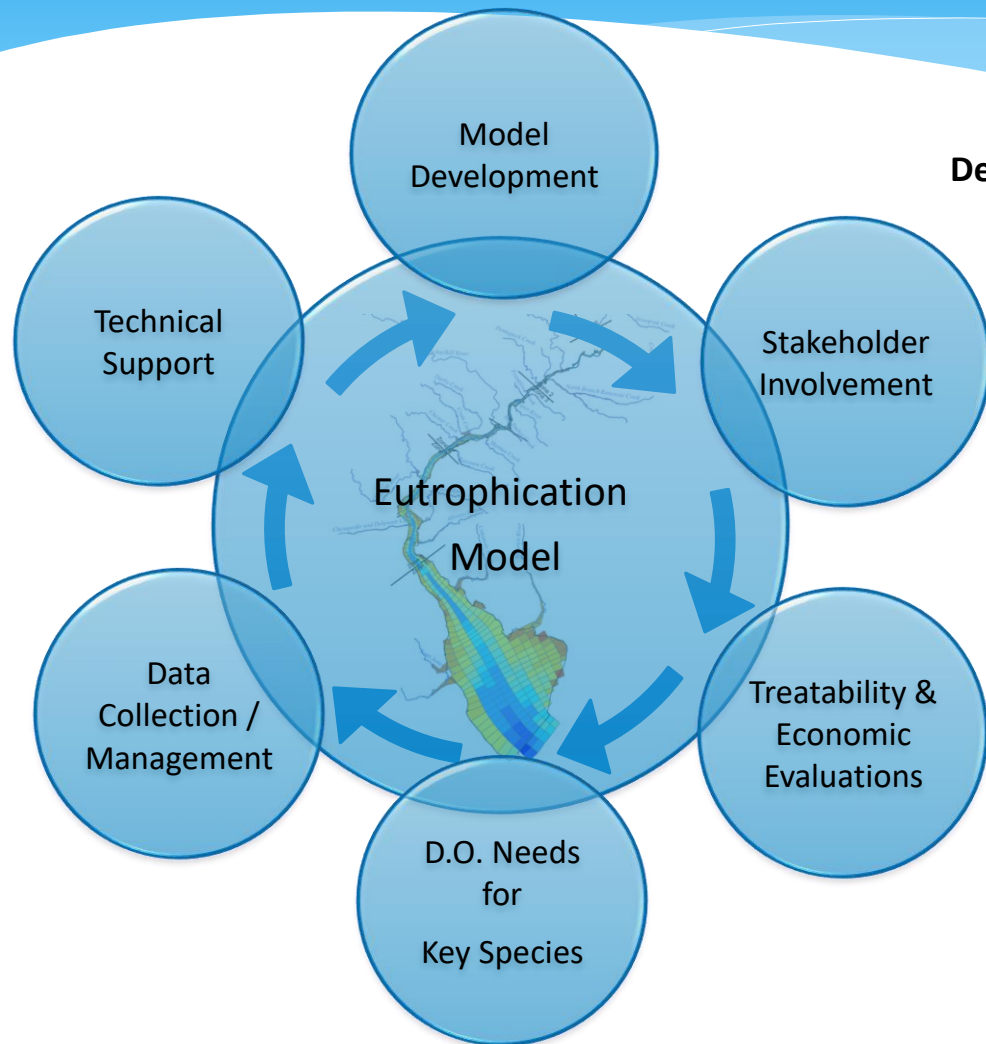 Model
Development
De
Technical
Support
Stakeholder
Involvement
Eutrophication
Model
Data
Collection /
Management
Treatability &
Economic
Evaluations
D.O. Needs
for
Key Species